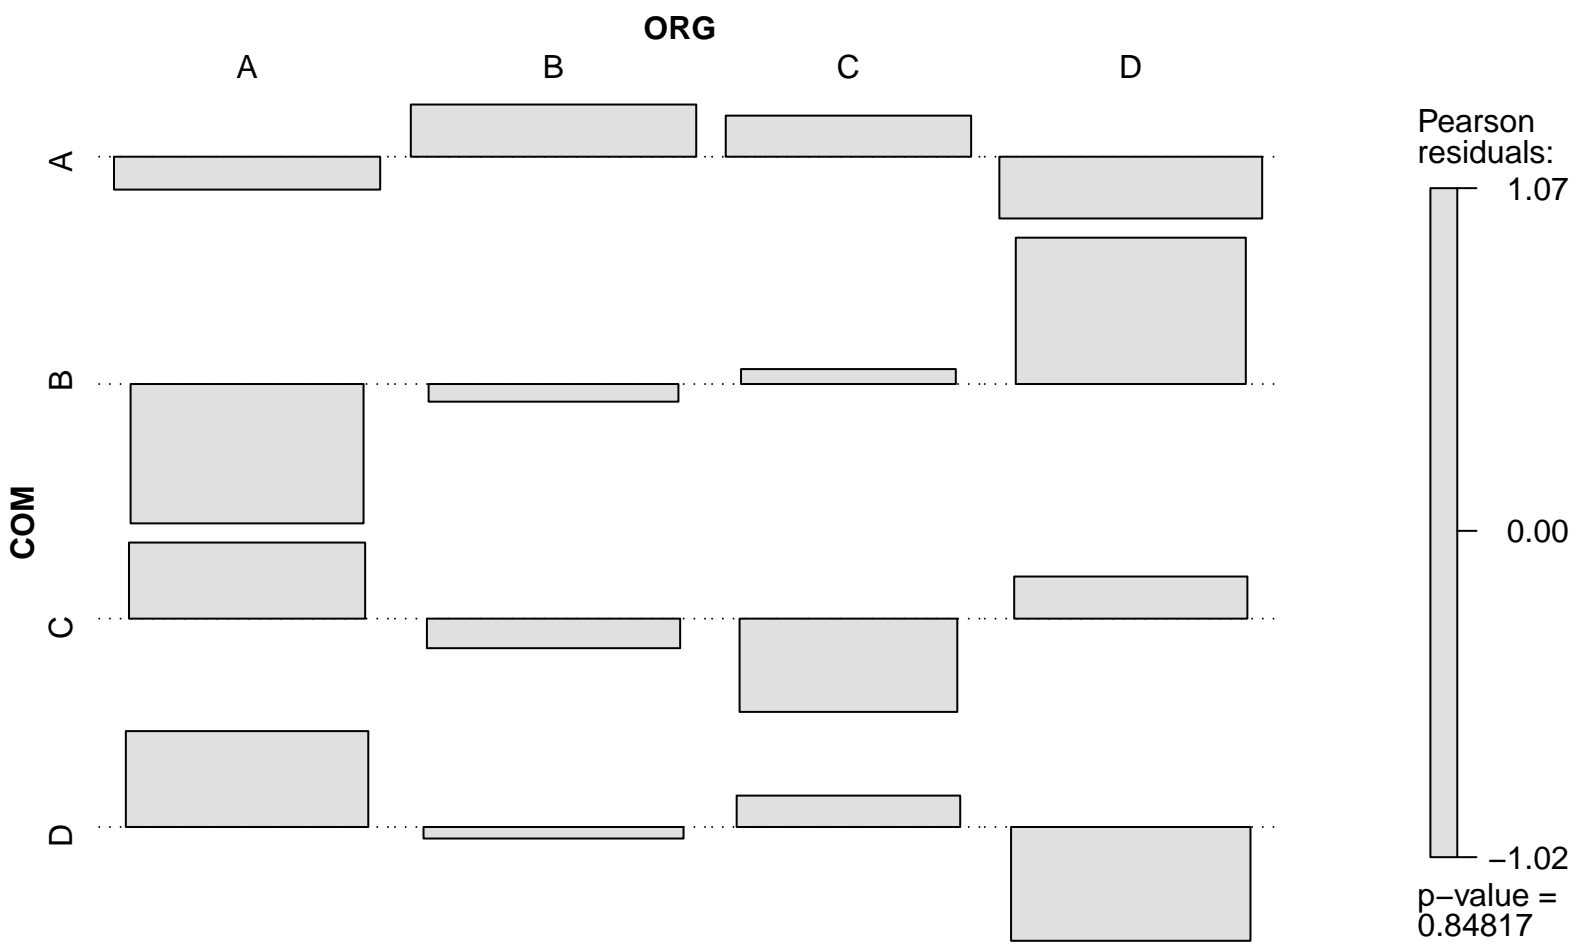 ORG
A B C D
A
B
C
D
COM
Pearson
residuals:
1.07
0.00
−1.02
p−value =
0.84817